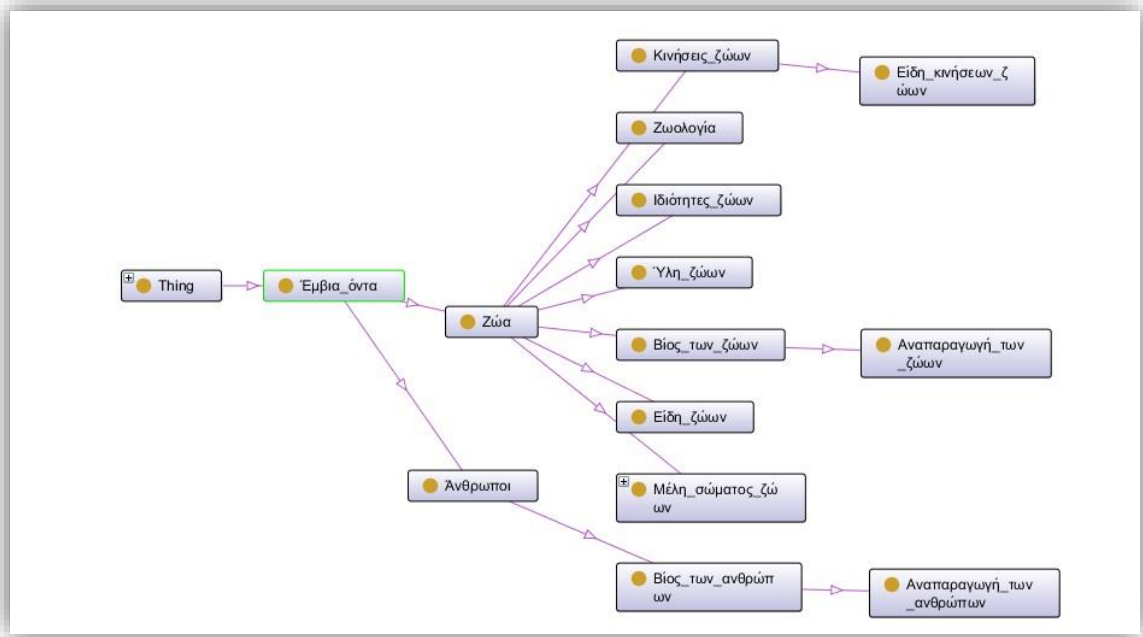 Κινήσεις_ζώων
Είδη_κινήσεων_ζ
ώων
Ζωολογία
Ιδιότητες_ζώων
Ύλη_ζώων
Thing
Έμβια_όντα
Ζώα
Βίος_των_ζώων
Αναπαραγωγή_των
_ζώων
Είδη_ζώων
Άνθρωποι
Μέλη_σώματος_ζώ
ων
Βίος_των_ανθρώπ
ων
Αναπαραγωγή_των
_ανθρώπων